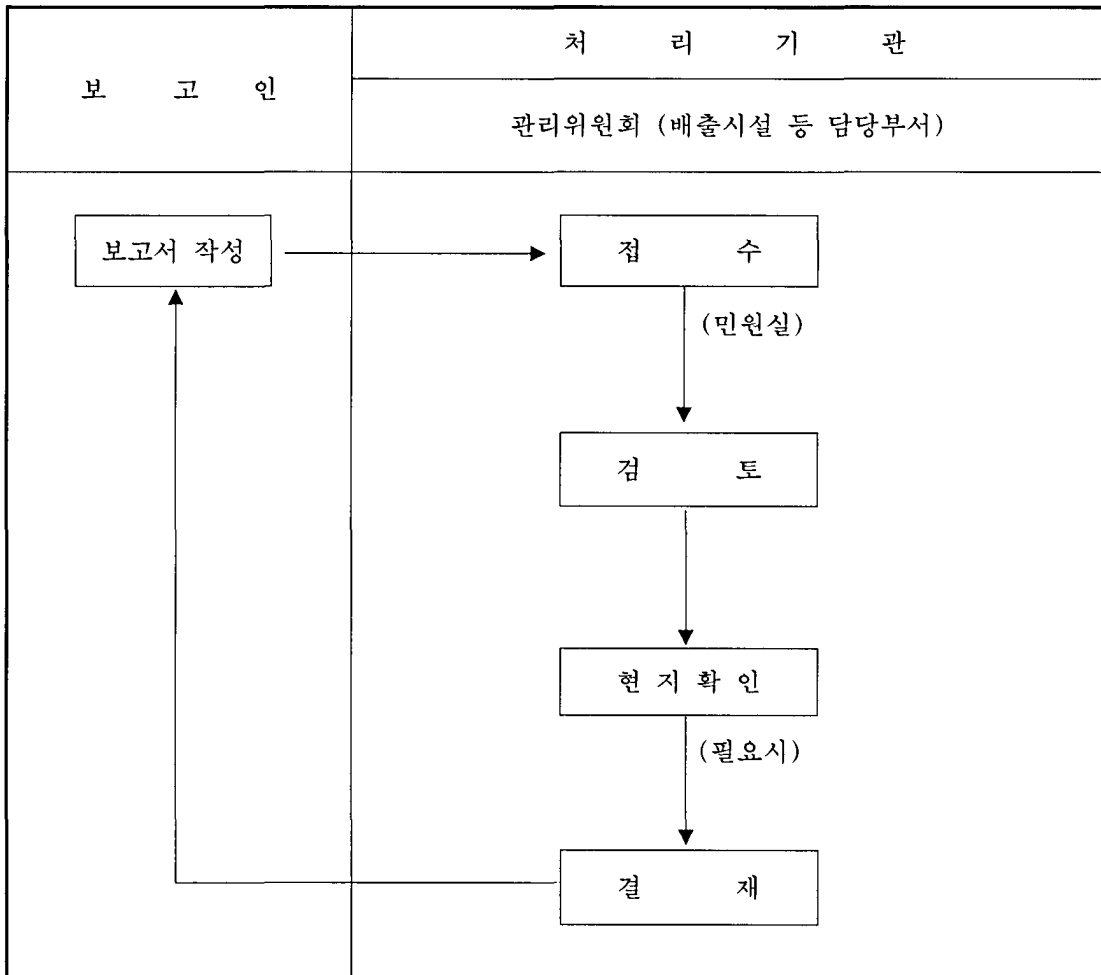 처 리 기 관
보 고 인
관리위원회 (배출시설 등 담당부서)
보고서 작성
접 수
(민원실)
검 토
현 지 확 인
(필요시)
결 재